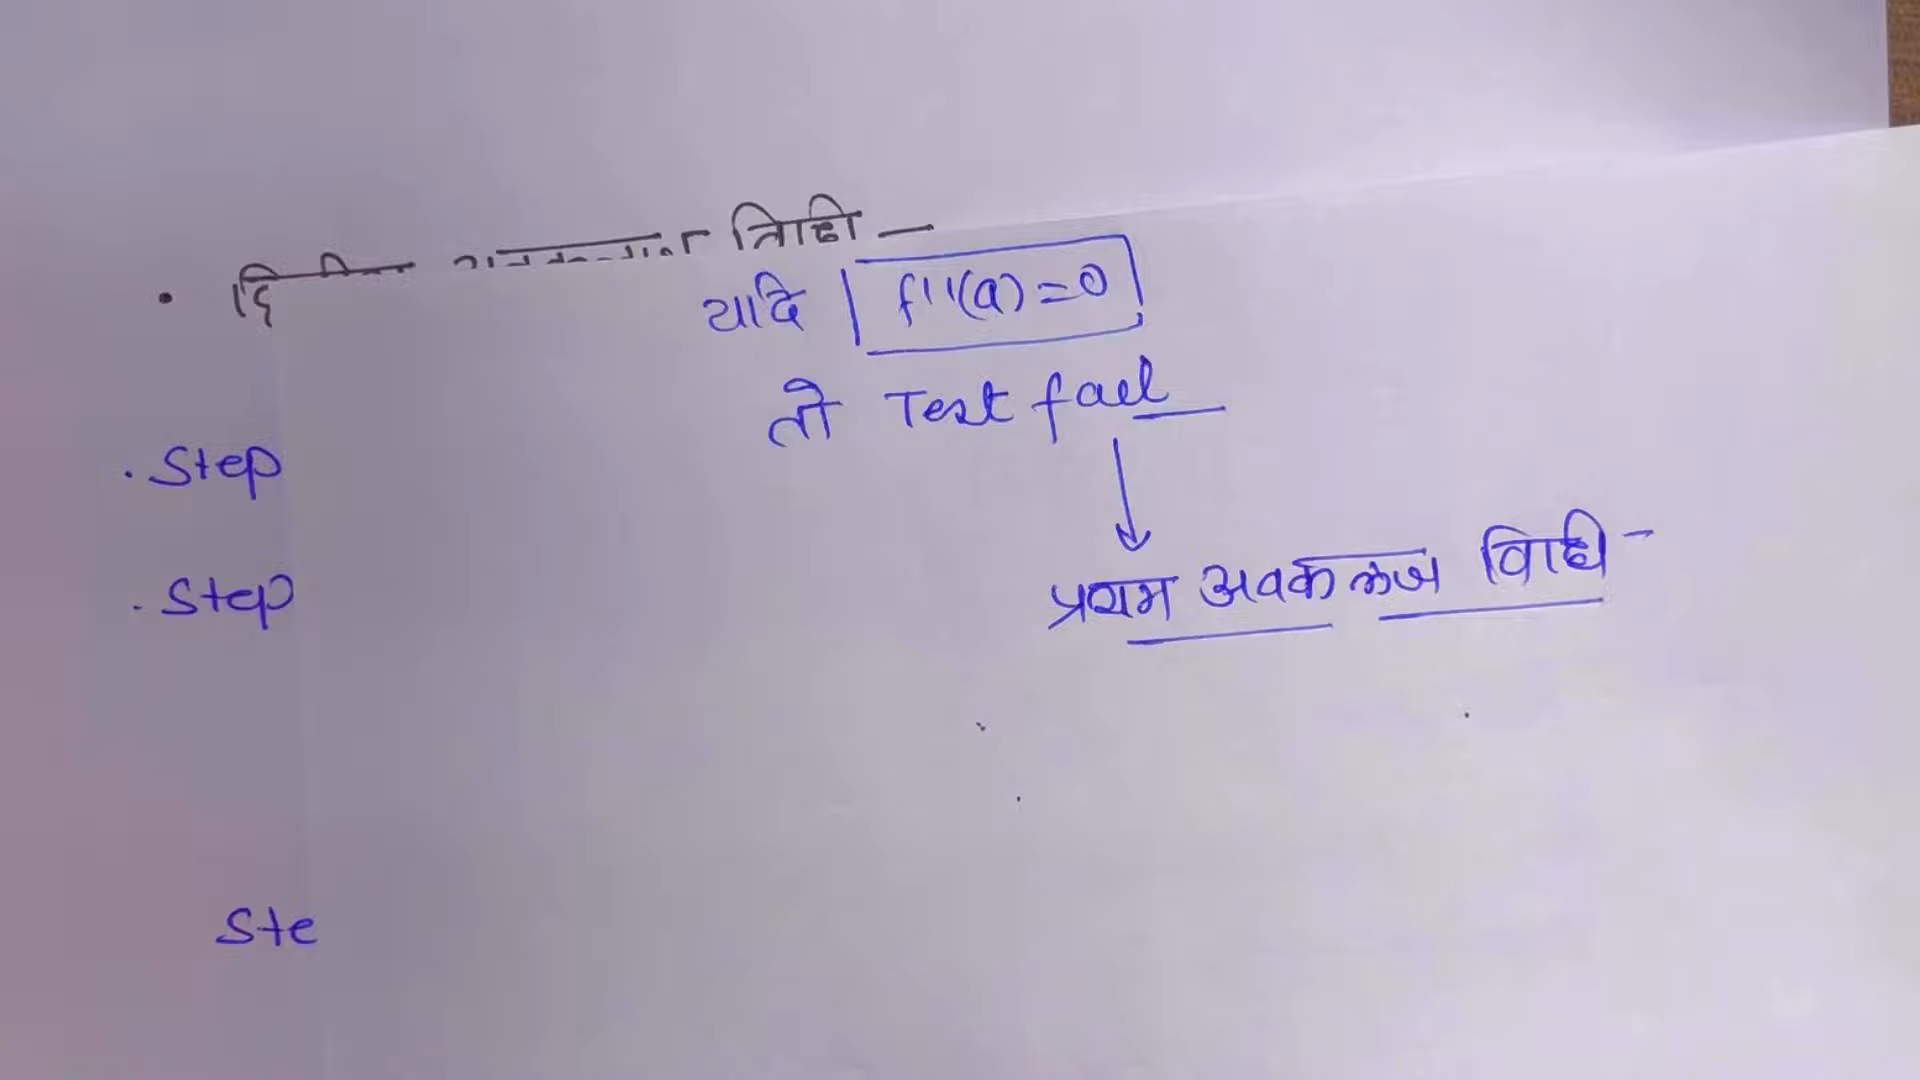 विधि —
यदि f''(a) = 0
तो Test fail
. Step
प्रथम अवकलज विधि -
. Step
Ste